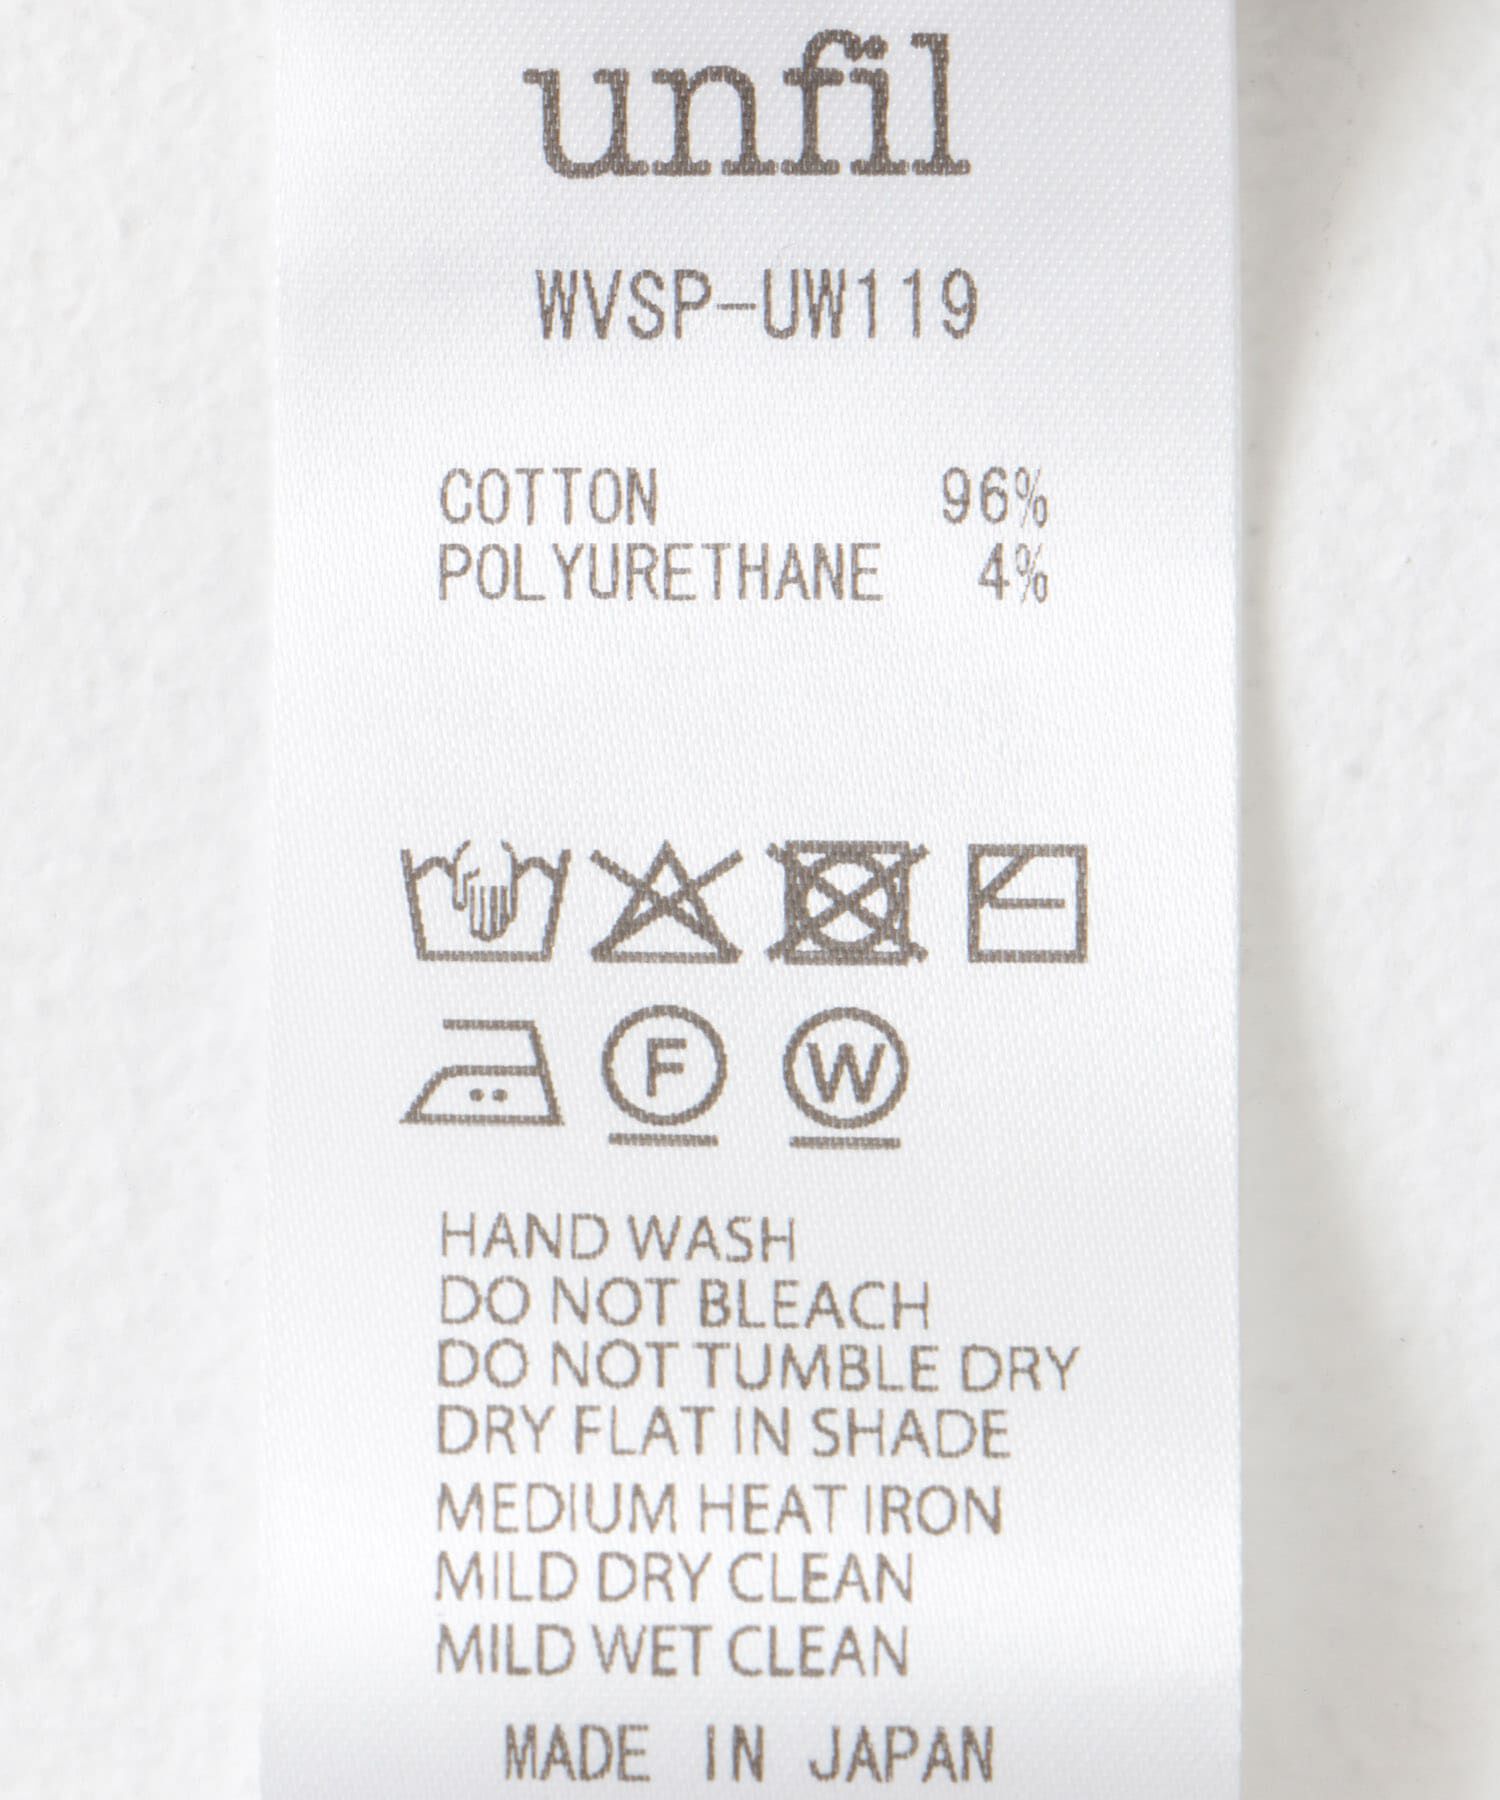 unfil
WVSP-UW119
COTTON 96%
POLYURETHANE 4%
F W
HAND WASH
DO NOT BLEACH
DO NOT TUMBLE DRY
DRY FLAT IN SHADE
MEDIUM HEAT IRON
MILD DRY CLEAN
MILD WET CLEAN
MADE IN JAPAN